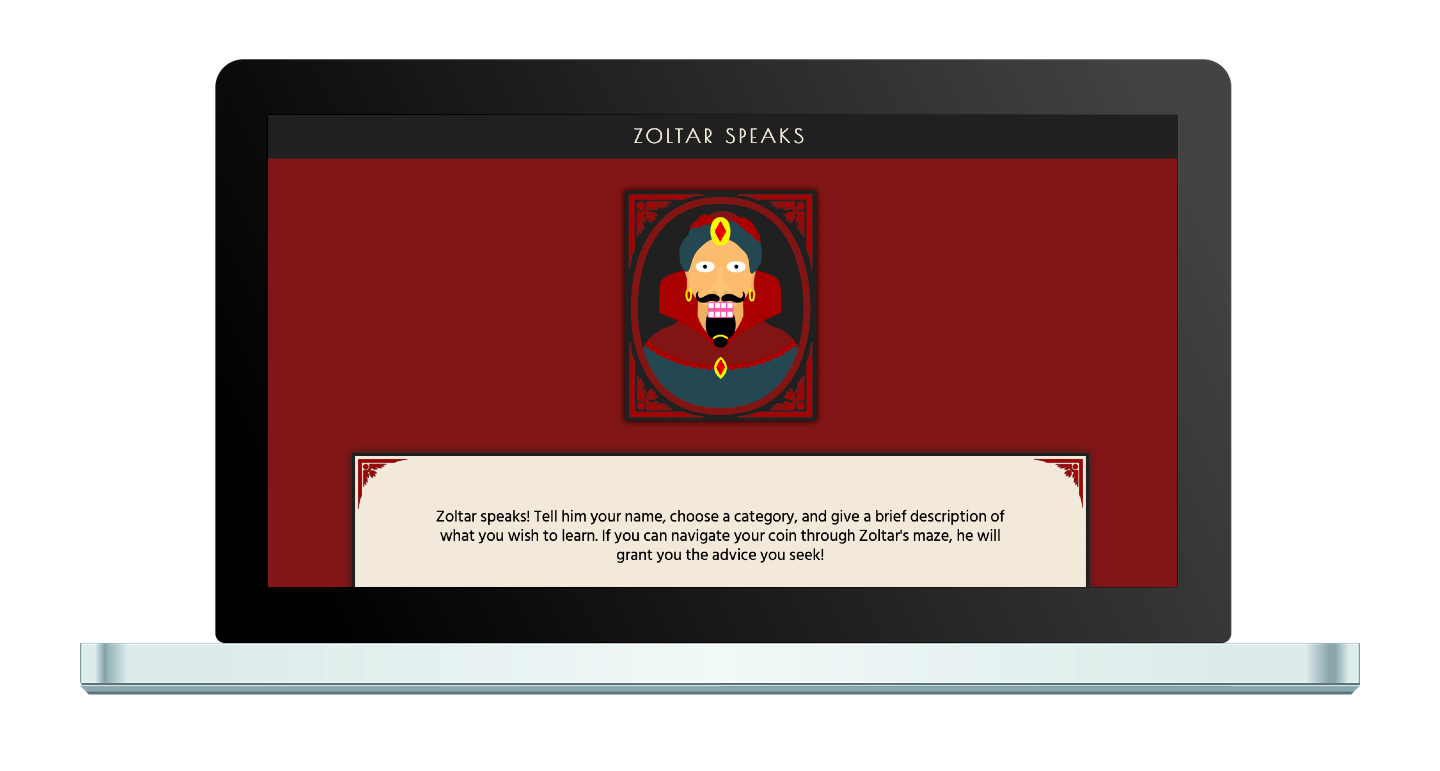 ZOLTAR SPEAKS
Zoltar speaks! Tell him your name, choose a category, and give a brief description of
what you wish to learn. If you can navigate your coin through Zoltar's maze, he will
grant you the advice you seek!